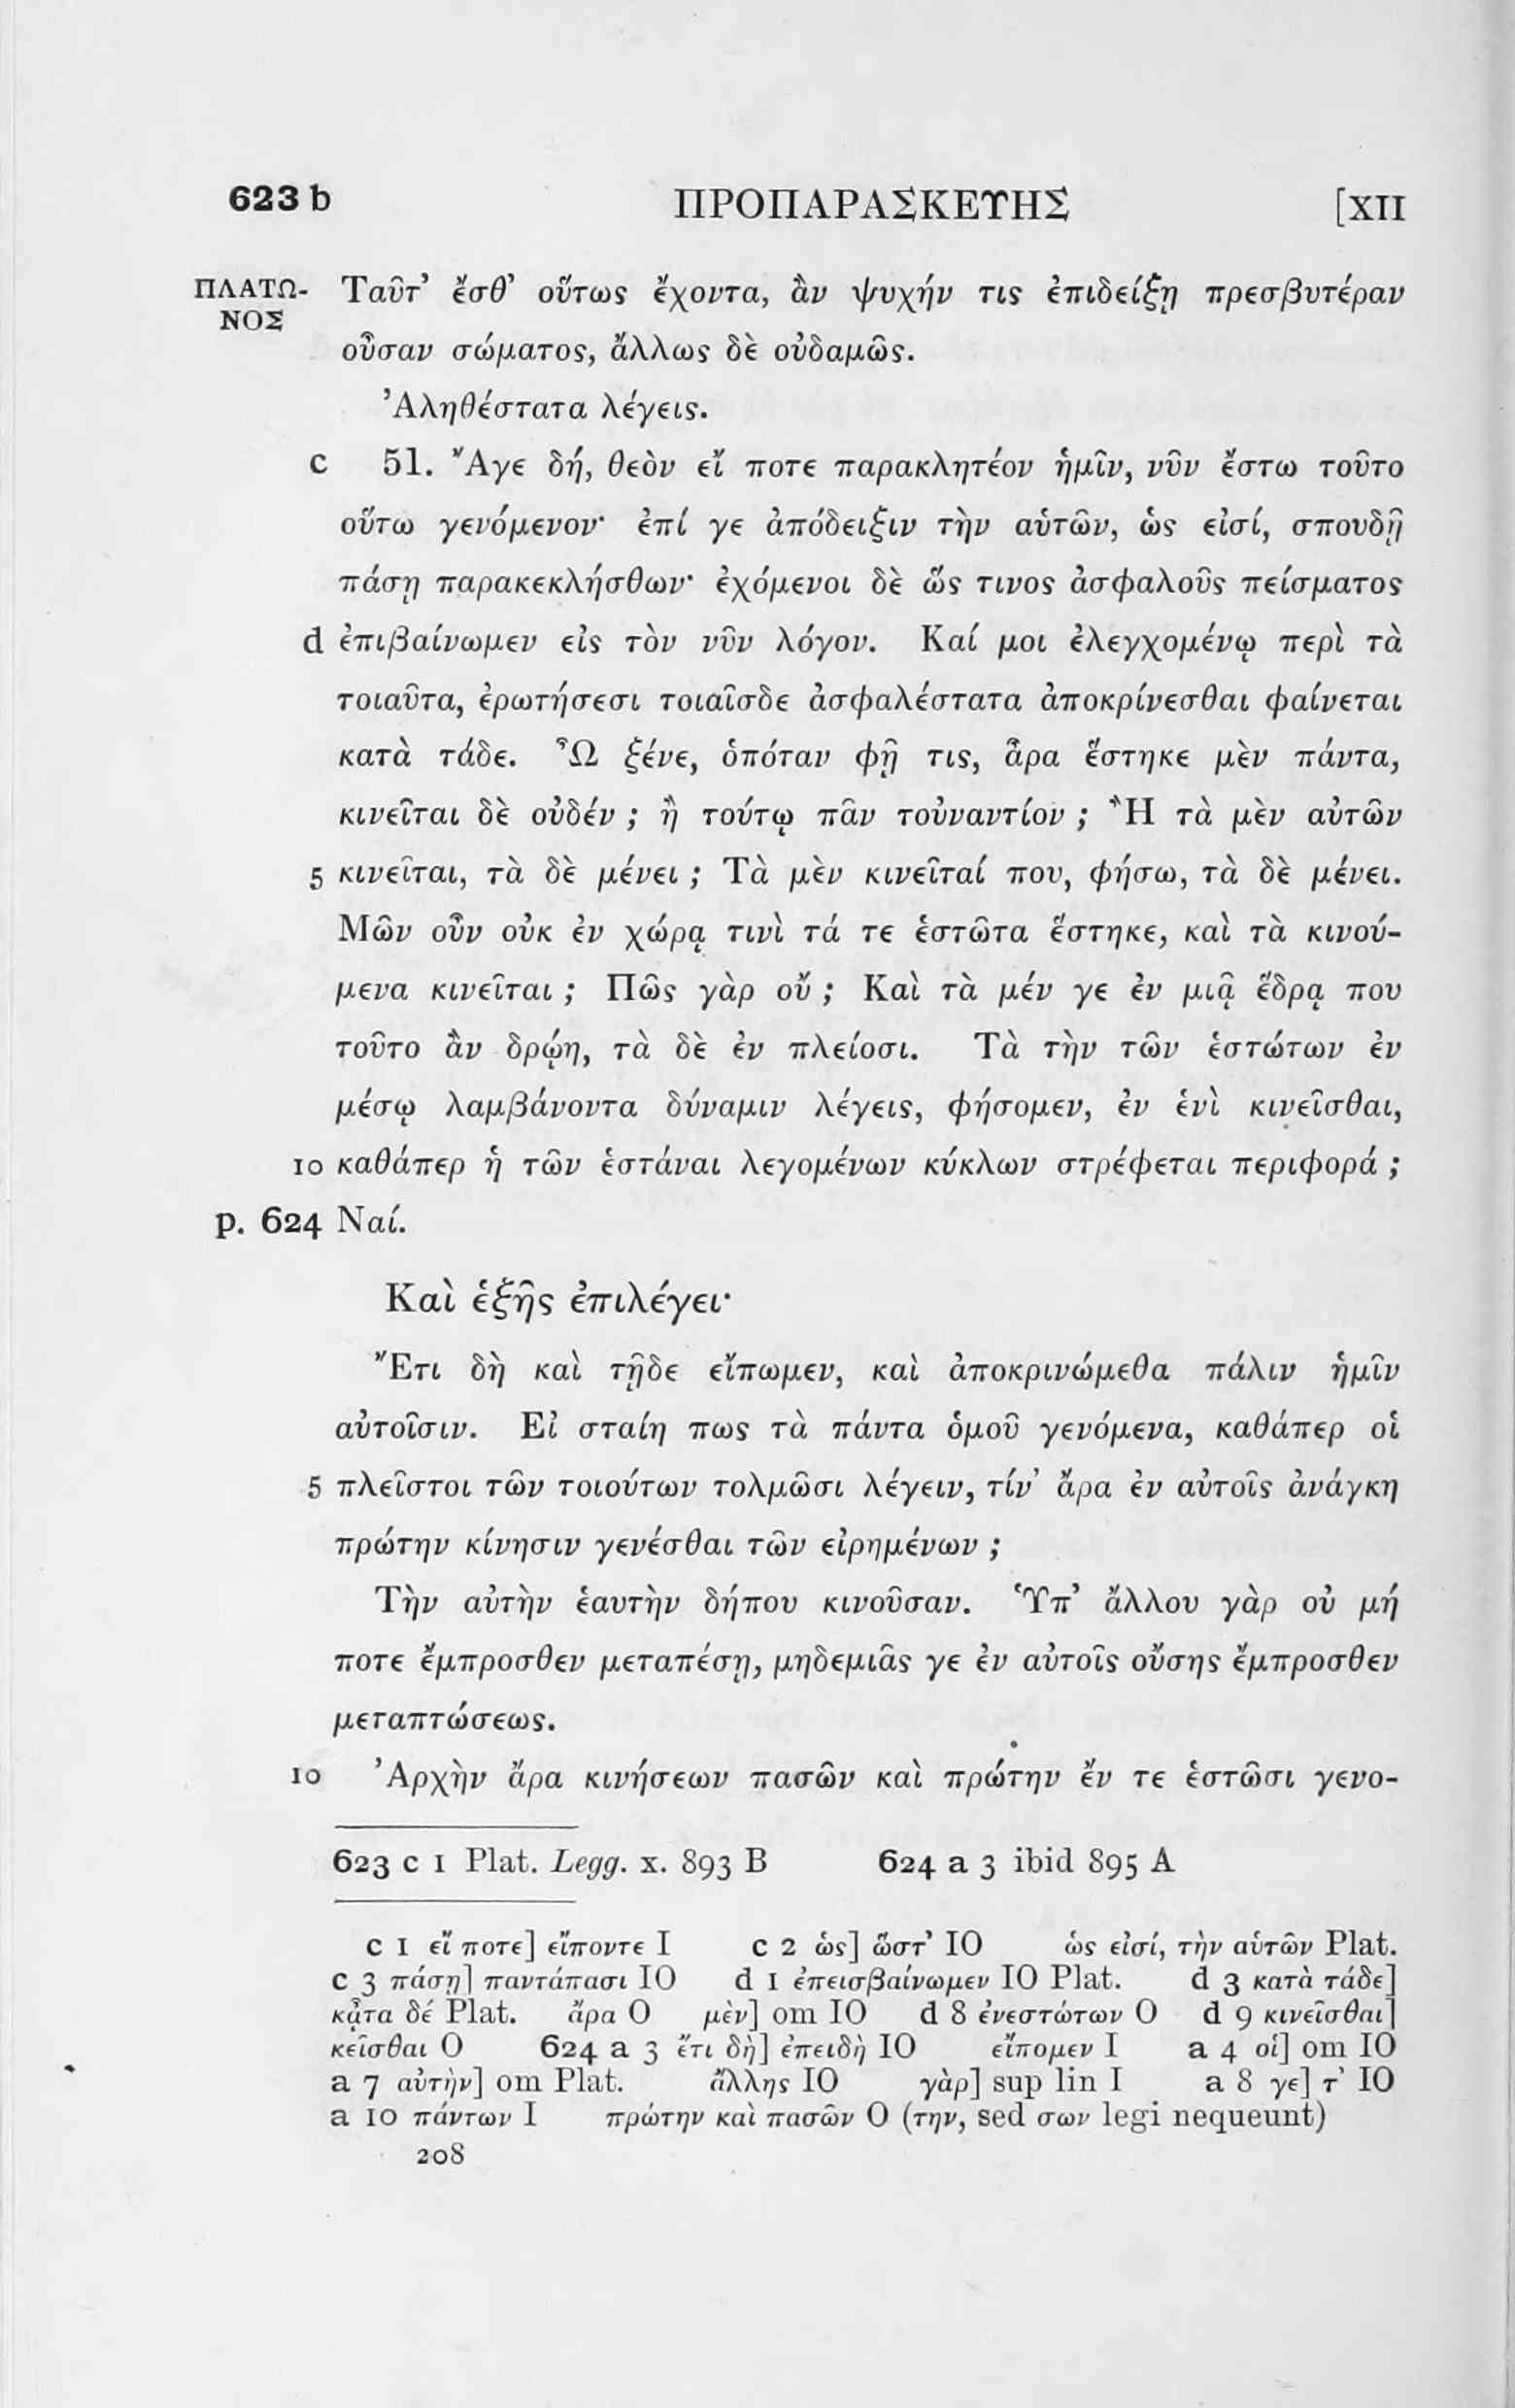 623 b ΠΡΟΠΑΡΑΣΚΕΥΗΣ [XII
ΠΛΑΤΩ- Ταῦτ’ ἔσθ’ οὕτως ἔχοντα, ἂν ψυχήν τις ἐπιδείξῃ πρεσβυτέραν
ΝΟΣ
οὖσαν σώματος, ἄλλως δὲ οὐδαμῶς.
Ἀληθέστατα λέγεις.
c 51. Ἄγε δή, θεὸν εἴ ποτε παρακλητέον ἡμῖν, νῦν ἔστω τοῦτο
οὕτω γενόμενον· ἐπί γε ἀπόδειξιν τὴν αὑτῶν, ὡς εἰσί, σπουδῇ
πάσῃ παρακεκλήσθων· ἐχόμενοι δὲ ὥς τινος ἀσφαλοῦς πείσματος
d ἐπιβαίνωμεν εἰς τὸν νῦν λόγον. Καί μοι ἐλεγχομένῳ περὶ τὰ
τοιαῦτα, ἐρωτήσεσι τοιαῖσδε ἀσφαλέστατα ἀποκρίνεσθαι φαίνεται
κατὰ τάδε. Ὦ ξένε, ὁπόταν φῇ τις, ἆρα ἕστηκε μὲν πάντα,
κινεῖται δὲ οὐδέν; ἢ τούτῳ πᾶν τοὐναντίον; Ἢ τὰ μὲν αὐτῶν
5 κινεῖται, τὰ δὲ μένει; Τὰ μὲν κινεῖταί που, φήσω, τὰ δὲ μένει.
Μῶν οὖν οὐκ ἐν χώρᾳ τινὶ τά τε ἑστῶτα ἕστηκε, καὶ τὰ κινού-
μενα κινεῖται; Πῶς γὰρ οὔ; Καὶ τὰ μέν γε ἐν μιᾷ ἕδρᾳ που
τοῦτο ἂν δρῴη, τὰ δὲ ἐν πλείοσι. Τὰ τὴν τῶν ἑστώτων ἐν
μέσῳ λαμβάνοντα δύναμιν λέγεις, φήσομεν, ἐν ἑνὶ κινεῖσθαι,
10 καθάπερ ἡ τῶν ἑστάναι λεγομένων κύκλων στρέφεται περιφορά;
p. 624 Ναί.
Καὶ ἑξῆς ἐπιλέγει·
Ἔτι δὴ καὶ τῇδε εἴπωμεν, καὶ ἀποκρινώμεθα πάλιν ἡμῖν
αὐτοῖσιν. Εἰ σταίη πως τὰ πάντα ὁμοῦ γενόμενα, καθάπερ οἱ
5 πλεῖστοι τῶν τοιούτων τολμῶσι λέγειν, τίν’ ἄρα ἐν αὐτοῖς ἀνάγκη
πρώτην κίνησιν γενέσθαι τῶν εἰρημένων;
Τὴν αὐτὴν ἑαυτὴν δήπου κινοῦσαν. Ὑπ’ ἄλλου γὰρ οὐ μή
ποτε ἔμπροσθεν μεταπέσῃ, μηδεμιᾶς γε ἐν αὐτοῖς οὔσης ἔμπροσθεν
μεταπτώσεως.
10 Ἀρχὴν ἄρα κινήσεων πασῶν καὶ πρώτην ἔν τε ἑστῶσι γενο-
623 c 1 Plat. Legg. x. 893 B 624 a 3 ibid 895 A
c 1 εἴ ποτε] εἴποντε I c 2 ὡς] ὥστ’ IO ὡς εἰσί, τὴν αὑτῶν Plat.
c 3 πάσῃ] παντάπασι IO d 1 ἐπεισβαίνωμεν IO Plat. d 3 κατὰ τάδε]
κᾆτα δέ Plat. ἄρα O μὲν] om IO d 8 ἐνεστώτων O d 9 κινεῖσθαι]
κεῖσθαι O 624 a 3 ἔτι δὴ] ἐπειδὴ IO εἴπομεν I a 4 οἱ] om IO
a 7 αὐτὴν] om Plat. ἄλλης IO γὰρ] sup lin I a 8 γε] τ’ IO
a 10 πάντων I πρώτην καὶ πασῶν O (την, sed σων legi nequeunt)
208